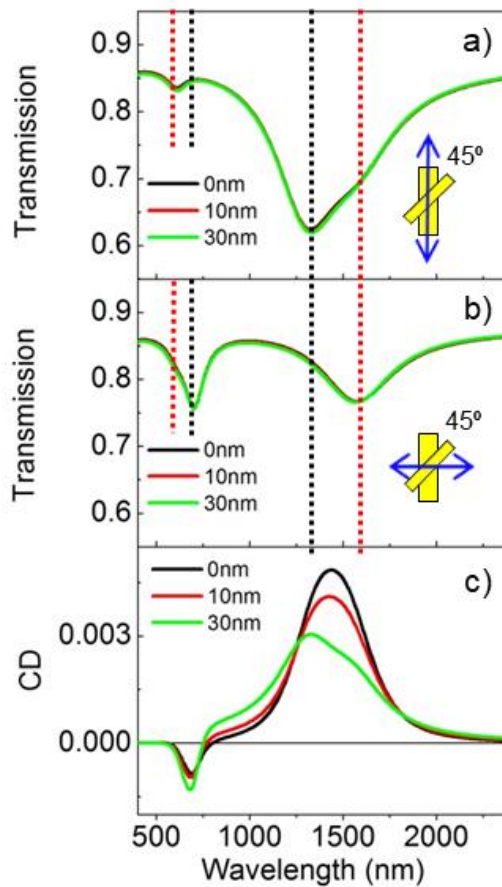 a)
Transmission
0.9
0.8
0.7
0.6
0nm
10nm
30nm
45º
b)
Transmission
0.9
0.8
0.7
0.6
0nm
10nm
30nm
45º
c)
CD
0.003
0.000
0nm
10nm
30nm
500 1000 1500 2000
Wavelength (nm)